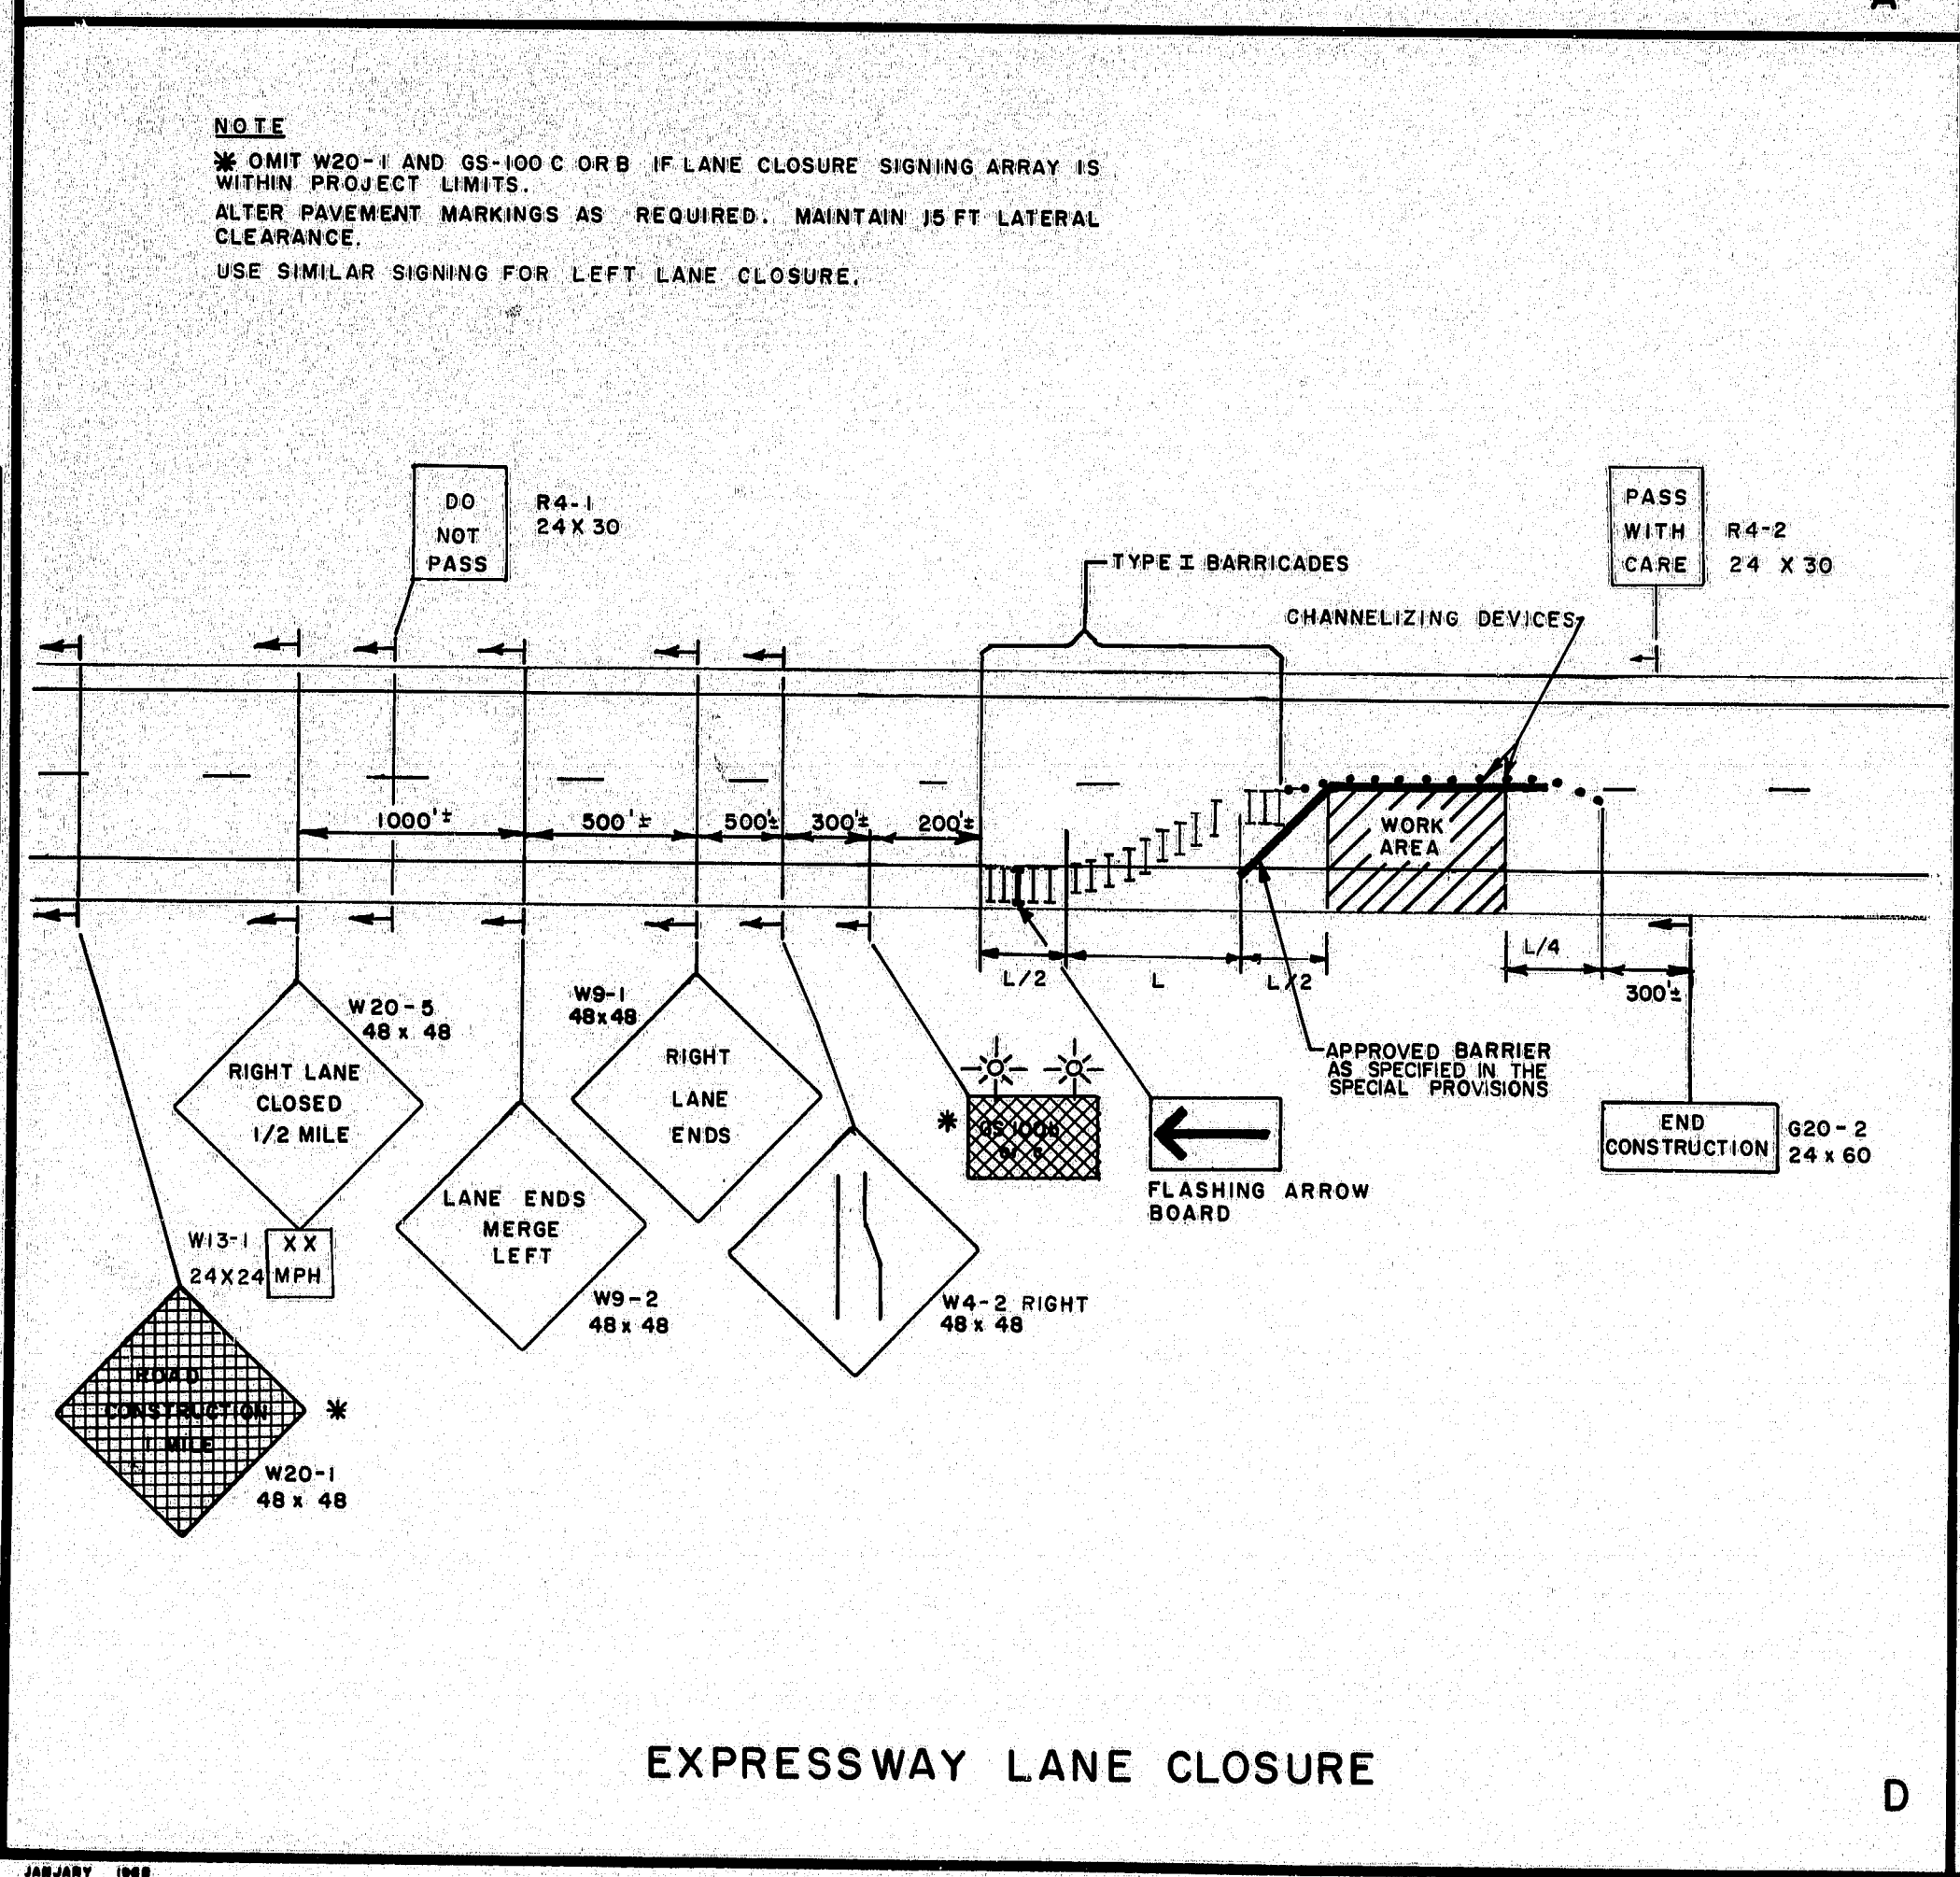 A
NOTE
✱ OMIT W20-1 AND GS-100 C OR B IF LANE CLOSURE SIGNING ARRAY IS
WITHIN PROJECT LIMITS.
ALTER PAVEMENT MARKINGS AS REQUIRED. MAINTAIN 15 FT LATERAL
CLEARANCE.
USE SIMILAR SIGNING FOR LEFT LANE CLOSURE.
DO
NOT
PASS
R4-1
24 X 30
PASS
WITH
CARE
R4-2
24 X 30
TYPE I BARRICADES
CHANNELIZING DEVICES
1000'±
500'±
500'±
300'±
200'±
WORK
AREA
L/2
L
L/2
L/4
300'±
W20-5
48 x 48
RIGHT LANE
CLOSED
1/2 MILE
W13-1
24X24
XX
MPH
LANE ENDS
MERGE
LEFT
W9-2
48 x 48
W9-1
48x48
RIGHT
LANE
ENDS
W4-2 RIGHT
48 x 48
✱
FLASHING ARROW
BOARD
APPROVED BARRIER
AS SPECIFIED IN THE
SPECIAL PROVISIONS
END
CONSTRUCTION
G20-2
24 x 60
ROAD
CONSTRUCTION
1 MILE
✱
W20-1
48 x 48
EXPRESSWAY LANE CLOSURE
D
JANUARY